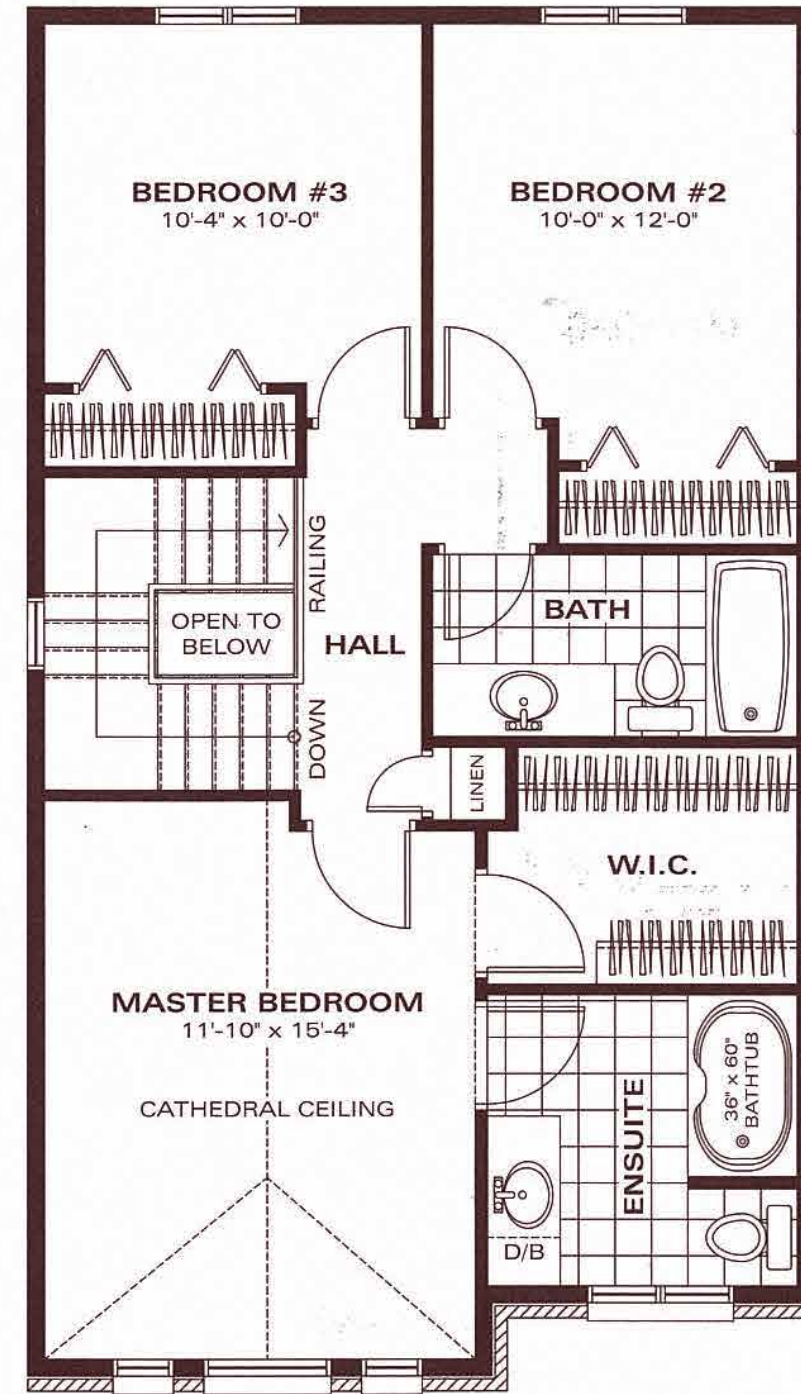 BEDROOM #3
10'-4" x 10'-0"
BEDROOM #2
10'-0" x 12'-0"
RAILING
OPEN TO
BELOW
HALL
BATH
DOWN
LINEN
W.I.C.
MASTER BEDROOM
11'-10" x 15'-4"
CATHEDRAL CEILING
36" x 60"
BATHTUB
ENSUITE
D/B